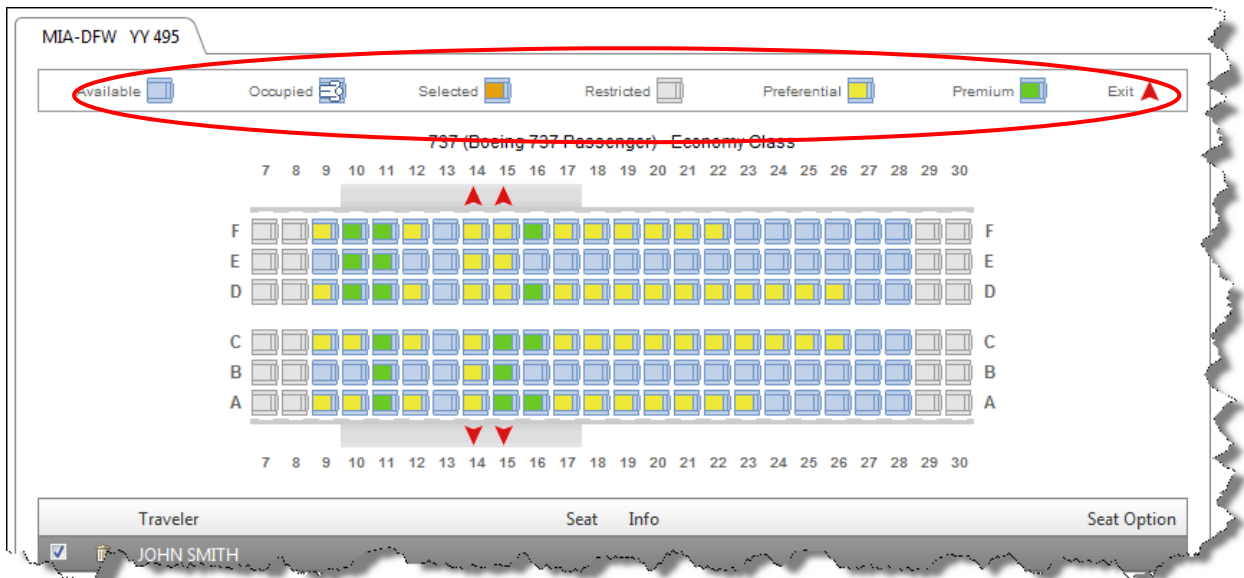 MIA-DFW YY 495
Available Occupied Selected Restricted Preferential Premium Exit
737 (Boeing 737 Passenger) - Economy Class
7 8 9 10 11 12 13 14 15 16 17 18 19 20 21 22 23 24 25 26 27 28 29 30
F F
E E
D D
C C
B B
A A
7 8 9 10 11 12 13 14 15 16 17 18 19 20 21 22 23 24 25 26 27 28 29 30
Traveler Seat Info Seat Option
JOHN SMITH